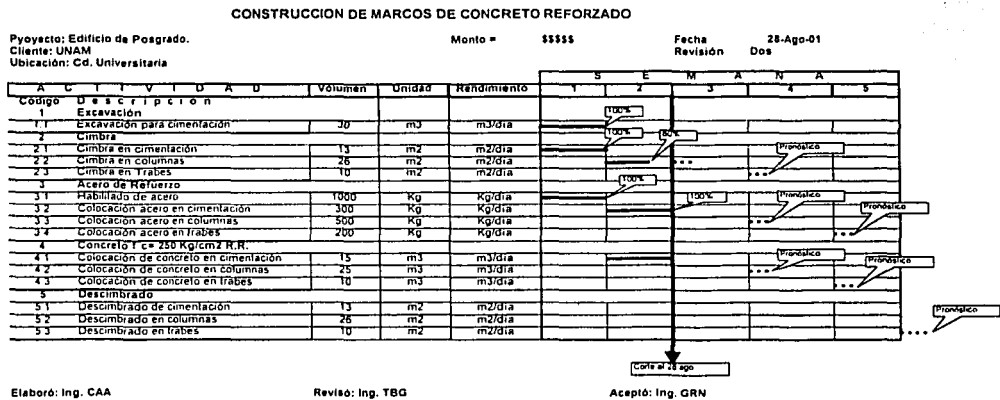 CONSTRUCCION DE MARCOS DE CONCRETO REFORZADO
Pyoyecto: Edificio de Posgrado. Monto = $$$$$ Fecha 28-Ago-01
Cliente: UNAM Revisión Dos
Ubicación: Cd. Universitaria
S E M A N A
A C T I V I D A D Volumen Unidad Rendimiento 1 2 3 4 5
Código Descripcion
1 Excavación 100%
1.1 Excavación para cimentación 30 m3 m3/día
2 Cimbra 100% 80%
2.1 Cimbra en cimentación 13 m2 m2/día Pronóstico
2.2 Cimbra en columnas 26 m2 m2/día
2.3 Cimbra en Trabes 10 m2 m2/día
3 Acero de Refuerzo 100%
3.1 Habilitado de acero 1000 Kg Kg/día 100% Pronóstico
3.2 Colocación acero en cimentación 300 Kg Kg/día Pronóstico
3.3 Colocación acero en columnas 500 Kg Kg/día
3.4 Colocación acero en trabes 200 Kg Kg/día
4 Concreto f´c= 250 Kg/cm2 R.R. Pronóstico
4.1 Colocación de concreto en cimentación 15 m3 m3/día Pronóstico
4.2 Colocación de concreto en columnas 25 m3 m3/día
4.3 Colocación de concreto en trabes 10 m3 m3/día
5 Descimbrado
5.1 Descimbrado de cimentación 13 m2 m2/día Pronóstico
5.2 Descimbrado en columnas 26 m2 m2/día
5.3 Descimbrado en trabes 10 m2 m2/día
Corte al 28 ago
Elaboró: Ing. CAA Revisó: Ing. TBG Aceptó: Ing. GRN